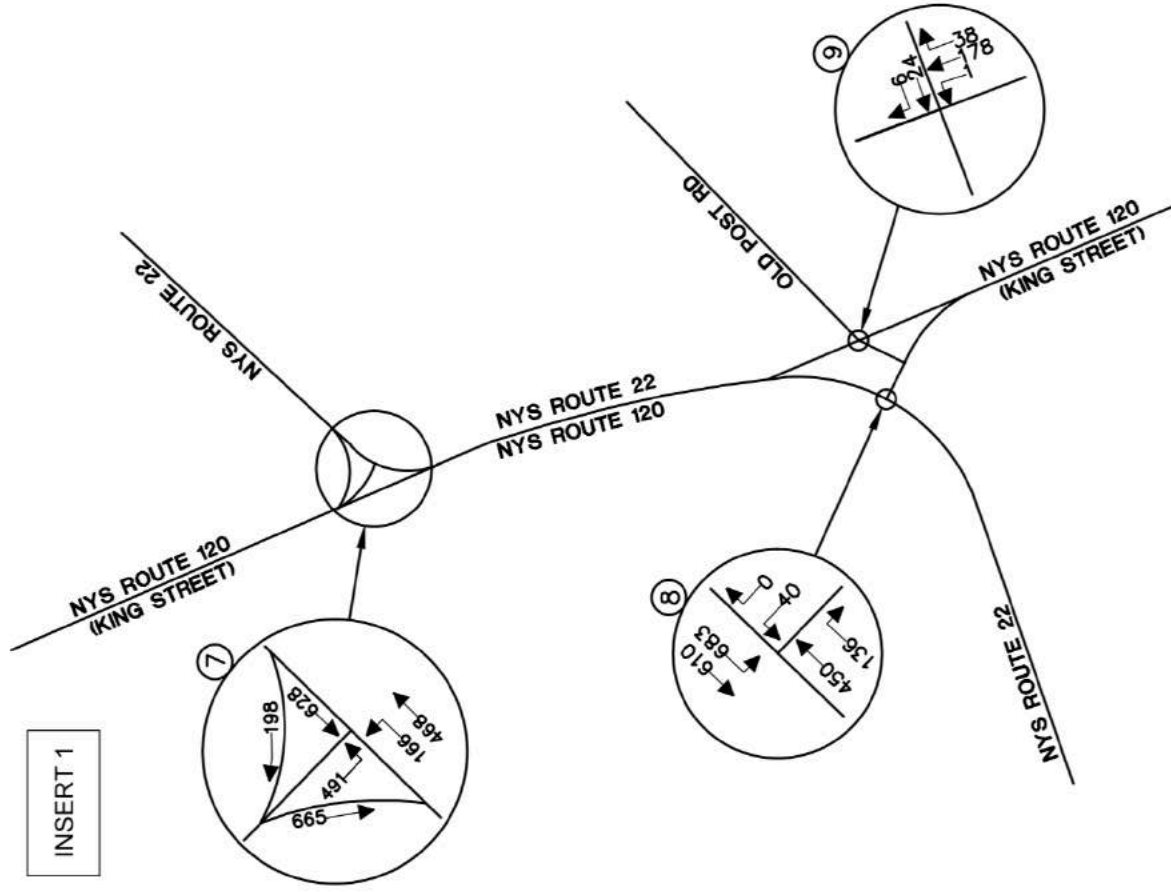 INSERT 1
NYS ROUTE 120
(KING STREET)
NYS ROUTE 22
7
198
628
491
665
166
468
NYS ROUTE 22
NYS ROUTE 120
OLD POST RD
9
6
24
38
1
178
8
610
683
0
40
450
136
NYS ROUTE 120
(KING STREET)
NYS ROUTE 22